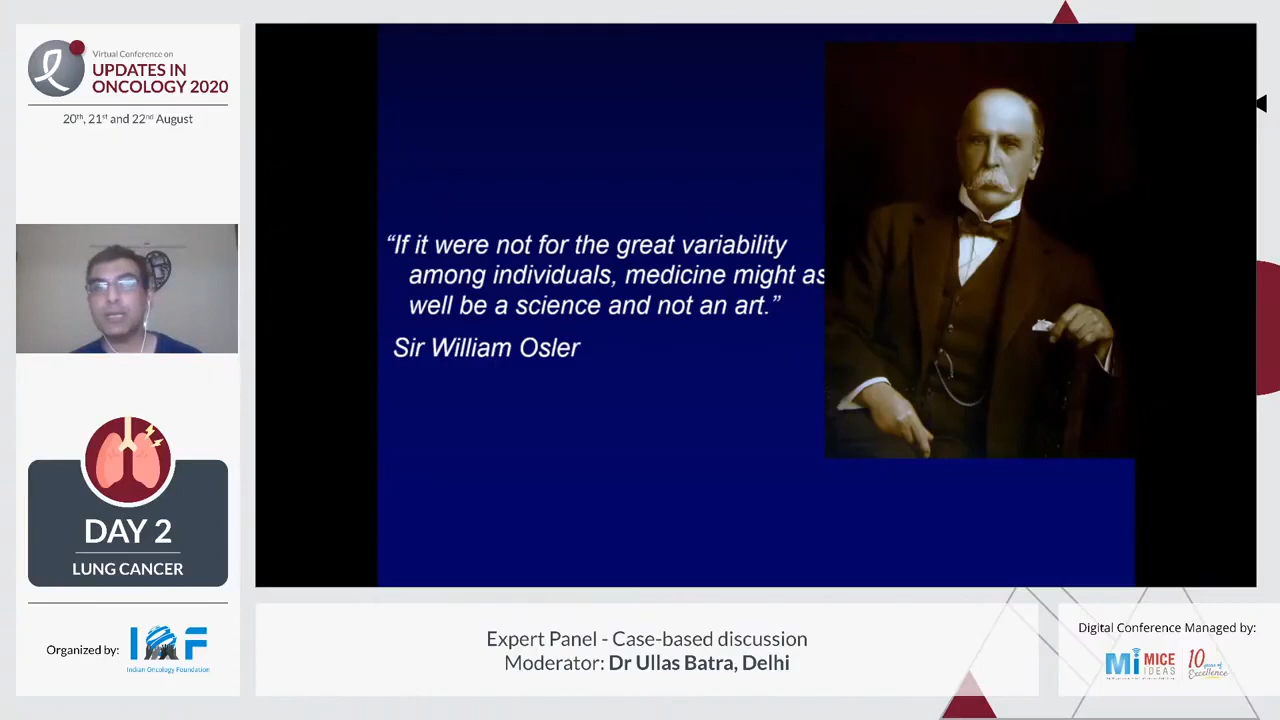 Virtual Conference on
UPDATES IN
ONCOLOGY 2020
20th, 21st and 22nd August
“If it were not for the great variability
among individuals, medicine might as
well be a science and not an art.”
Sir William Osler
DAY 2
LUNG CANCER
Organized by:
IOF
Indian Oncology Foundation
Expert Panel - Case-based discussion
Moderator: Dr Ullas Batra, Delhi
Digital Conference Managed by:
Mi MICE
IDEAS
10 years of
Excellence